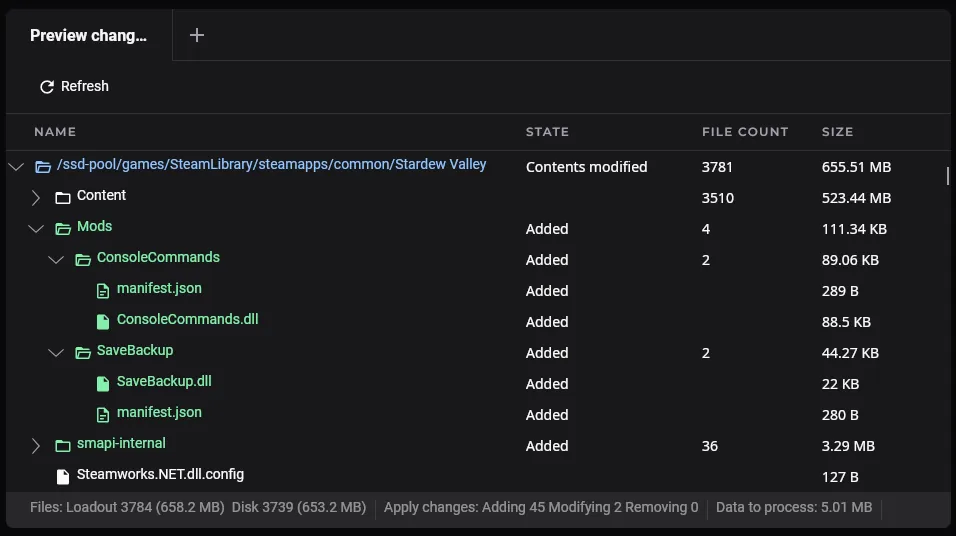 Preview chang...
Refresh
NAME STATE FILE COUNT SIZE
/ssd-pool/games/SteamLibrary/steamapps/common/Stardew Valley Contents modified 3781 655.51 MB
Content 3510 523.44 MB
Mods Added 4 111.34 KB
ConsoleCommands Added 2 89.06 KB
manifest.json Added 289 B
ConsoleCommands.dll Added 88.5 KB
SaveBackup Added 2 44.27 KB
SaveBackup.dll Added 22 KB
manifest.json Added 280 B
smapi-internal Added 36 3.29 MB
Steamworks.NET.dll.config 127 B
Files: Loadout 3784 (658.2 MB) Disk 3739 (653.2 MB) Apply changes: Adding 45 Modifying 2 Removing 0 Data to process: 5.01 MB